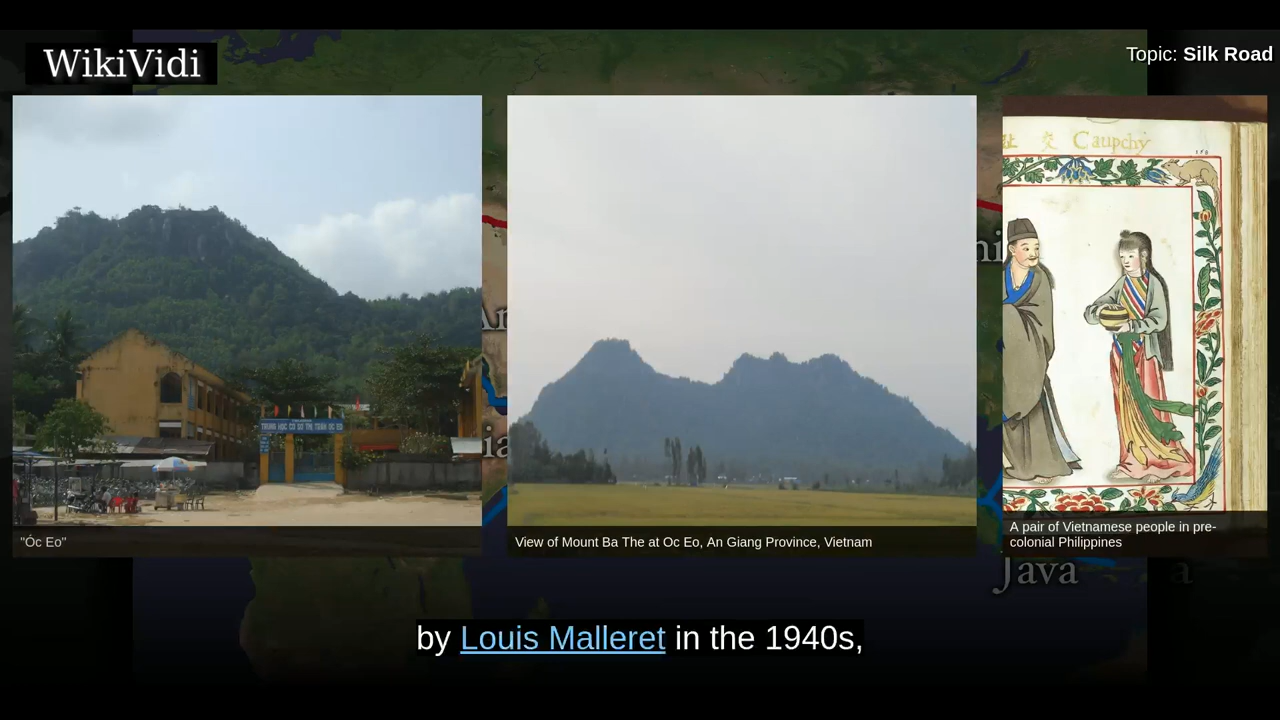 WikiVidi
Topic: Silk Road
址 交 Caupchy
TRUNG HỌC CƠ SỞ THỊ TRẤN ÓC EO
"Óc Eo"
View of Mount Ba The at Oc Eo, An Giang Province, Vietnam
A pair of Vietnamese people in pre-
colonial Philippines
Java
by Louis Malleret in the 1940s,